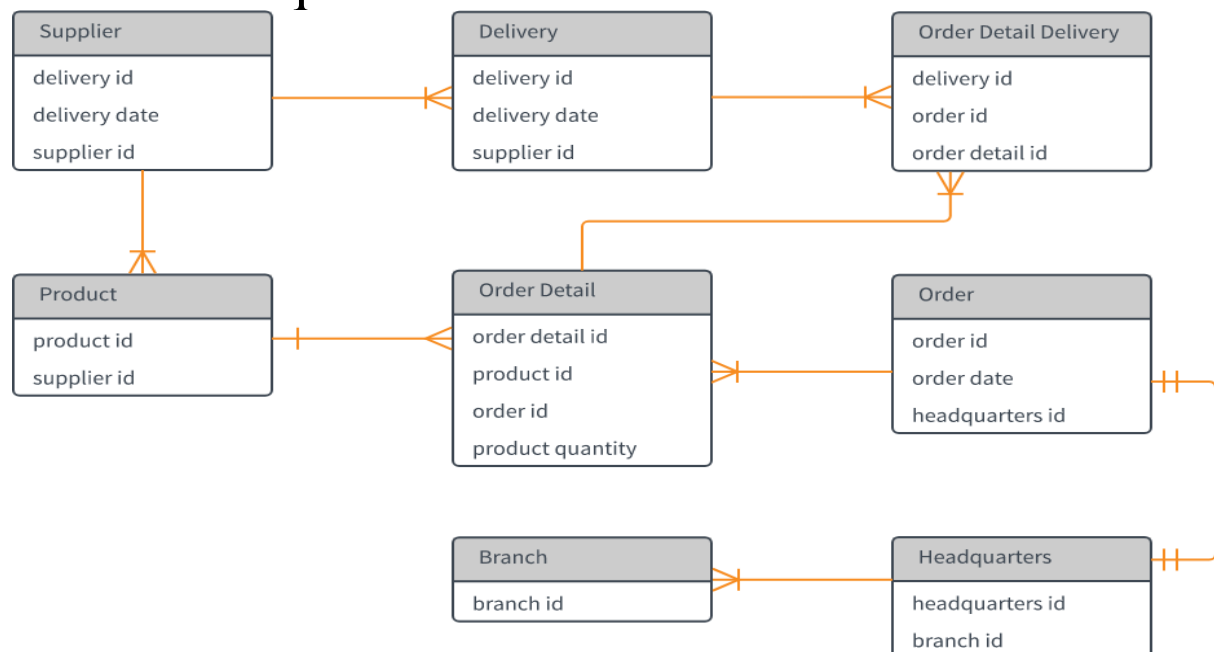 Supplier
delivery id
delivery date
supplier id
Delivery
delivery id
delivery date
supplier id
Order Detail Delivery
delivery id
order id
order detail id
Product
product id
supplier id
Order Detail
order detail id
product id
order id
product quantity
Order
order id
order date
headquarters id
Branch
branch id
Headquarters
headquarters id
branch id